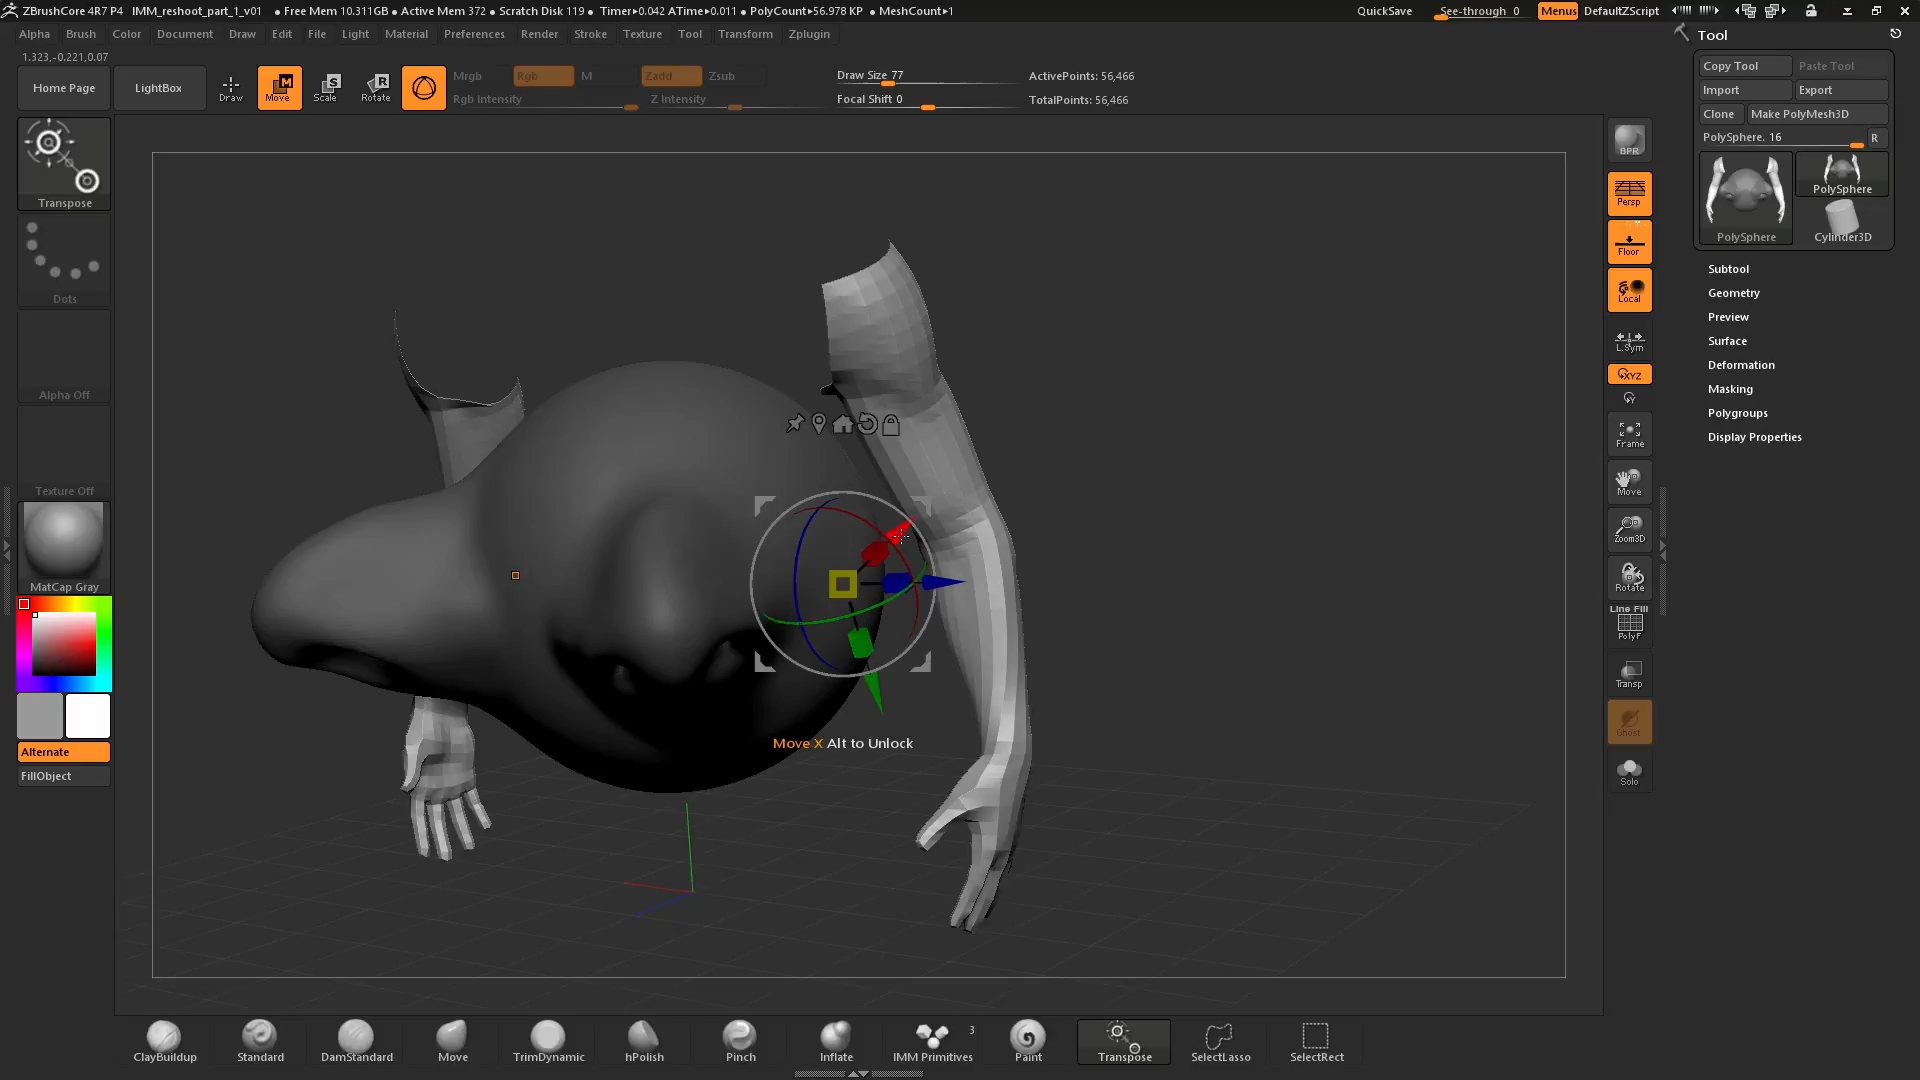 ZBrushCore 4R7 P4 IMM_reshoot_part_1_v01 • Free Mem 10.311GB • Active Mem 372 • Scratch Disk 119 • Timer▸0.042 ATime▸0.011 • PolyCount▸56.978 KP • MeshCount▸1 QuickSave See-through 0 Menus DefaultZScript
Alpha Brush Color Document Draw Edit File Light Material Preferences Render Stroke Texture Tool Transform Zplugin
1.323,-0.221,0.07
Home Page
LightBox
Draw
M
Move
S
Scale
R
Rotate
Mrgb Rgb M Zadd Zsub
Rgb Intensity Z Intensity
Draw Size 77
Focal Shift 0
ActivePoints: 56,466
TotalPoints: 56,466
Transpose
Dots
Alpha Off
Texture Off
MatCap Gray
Alternate
FillObject
Move X Alt to Unlock
BPR
Persp
Floor
Local
L.Sym
XYZ
Y
Frame
Move
Zoom3D
Rotate
Line Fill
PolyF
Transp
Ghost
Solo
Tool
Copy Tool Paste Tool
Import Export
Clone Make PolyMesh3D
PolySphere. 16 R
PolySphere
PolySphere
Cylinder3D
Subtool
Geometry
Preview
Surface
Deformation
Masking
Polygroups
Display Properties
ClayBuildup
Standard
DamStandard
Move
TrimDynamic
hPolish
Pinch
Inflate
3
IMM Primitives
Paint
Transpose
SelectLasso
SelectRect